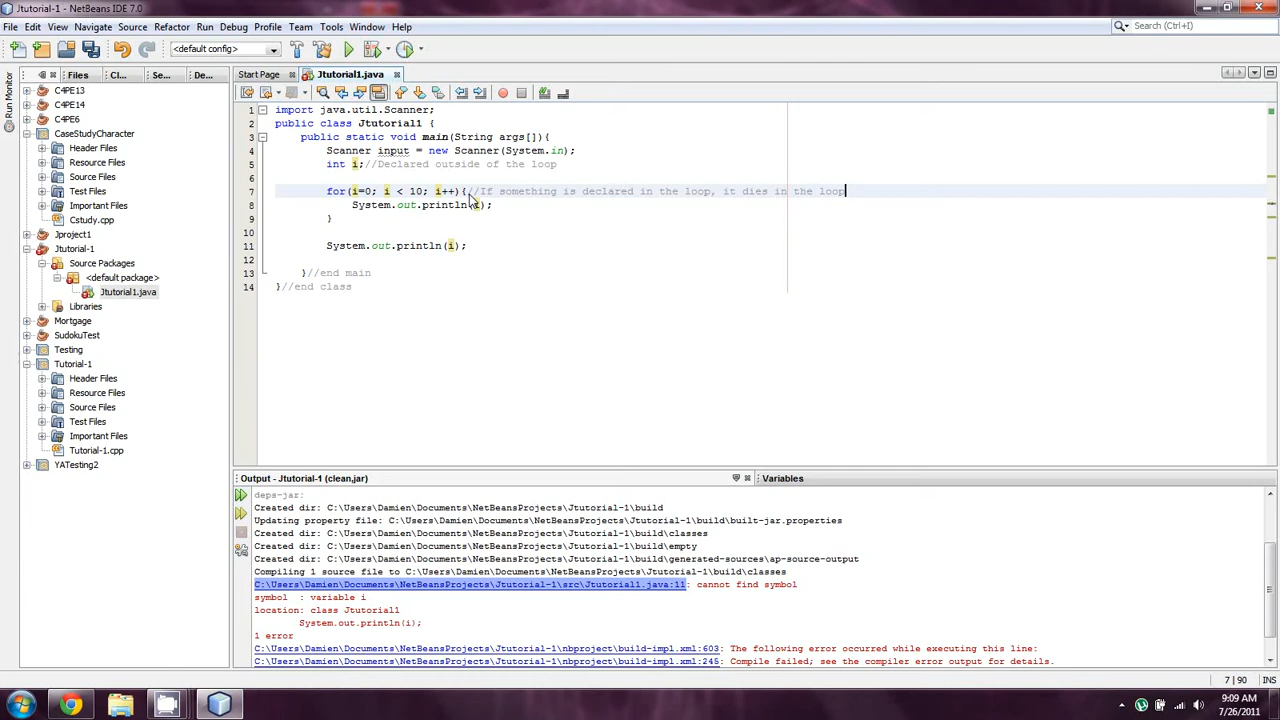 Jtutorial-1 - NetBeans IDE 7.0
File Edit View Navigate Source Refactor Run Debug Profile Team Tools Window Help
Search (Ctrl+I)
<default config>
Files Cl... Se... De...
Start Page Jtutorial1.java
Run Monitor
C4PE13
C4PE14
C4PE6
CaseStudyCharacter
Header Files
Resource Files
Source Files
Test Files
Important Files
Cstudy.cpp
Jproject1
Jtutorial-1
Source Packages
<default package>
Jtutorial1.java
Libraries
Mortgage
SudokuTest
Testing
Tutorial-1
Header Files
Resource Files
Source Files
Test Files
Important Files
Tutorial-1.cpp
YATesting2
1 import java.util.Scanner;
2 public class Jtutorial1 {
3 public static void main(String args[]){
4 Scanner input = new Scanner(System.in);
5 int i;//Declared outside of the loop
6
7 for(i=0; i < 10; i++){//If something is declared in the loop, it dies in the loop
8 System.out.println(i);
9 }
10
11 System.out.println(i);
12
13 }//end main
14 }//end class
Output - Jtutorial-1 (clean,jar)
Variables
deps-jar:
Created dir: C:\Users\Damien\Documents\NetBeansProjects\Jtutorial-1\build
Updating property file: C:\Users\Damien\Documents\NetBeansProjects\Jtutorial-1\build\built-jar.properties
Created dir: C:\Users\Damien\Documents\NetBeansProjects\Jtutorial-1\build\classes
Created dir: C:\Users\Damien\Documents\NetBeansProjects\Jtutorial-1\build\empty
Created dir: C:\Users\Damien\Documents\NetBeansProjects\Jtutorial-1\build\generated-sources\ap-source-output
Compiling 1 source file to C:\Users\Damien\Documents\NetBeansProjects\Jtutorial-1\build\classes
C:\Users\Damien\Documents\NetBeansProjects\Jtutorial-1\src\Jtutorial1.java:11: cannot find symbol
symbol : variable i
location: class Jtutorial1
System.out.println(i);
1 error
C:\Users\Damien\Documents\NetBeansProjects\Jtutorial-1\nbproject\build-impl.xml:603: The following error occurred while executing this line:
C:\Users\Damien\Documents\NetBeansProjects\Jtutorial-1\nbproject\build-impl.xml:245: Compile failed; see the compiler error output for details.
7 | 90 INS
9:09 AM
7/26/2011